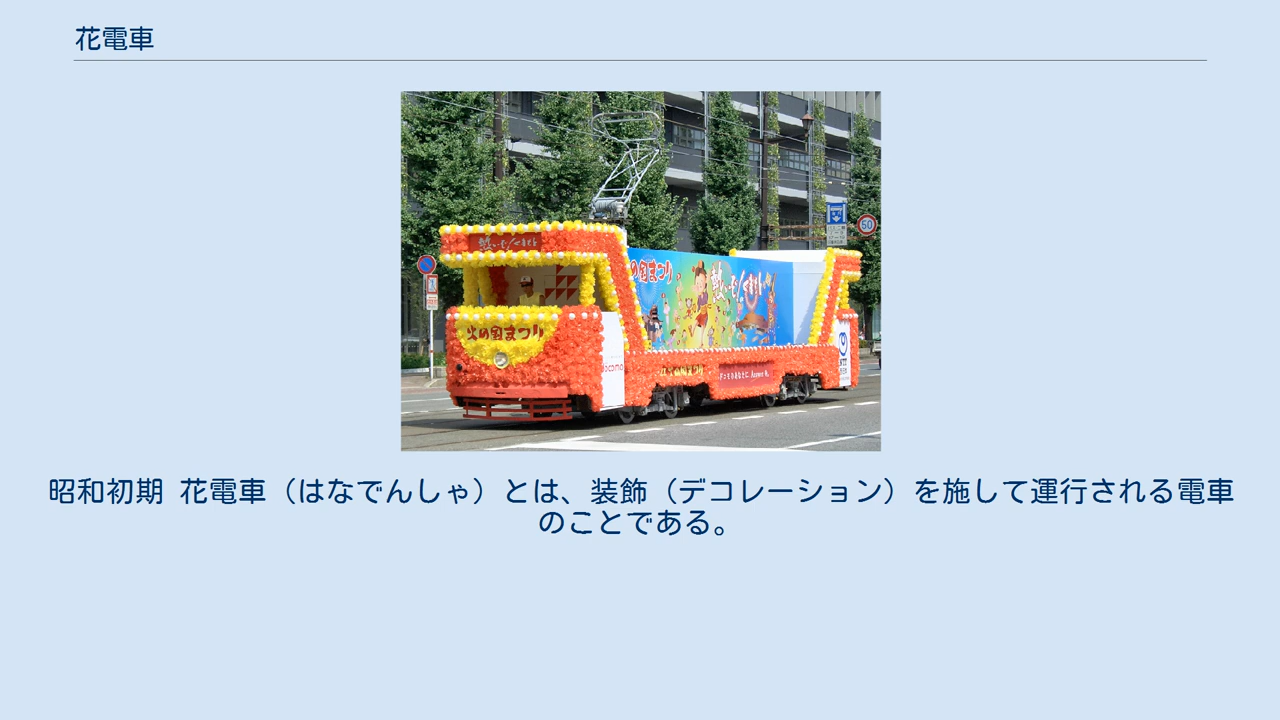 花電車
火の国まつり
火の国まつり
docomo
50
昭和初期 花電車（はなでんしゃ）とは、装飾（デコレーション）を施して運行される電車
のことである。